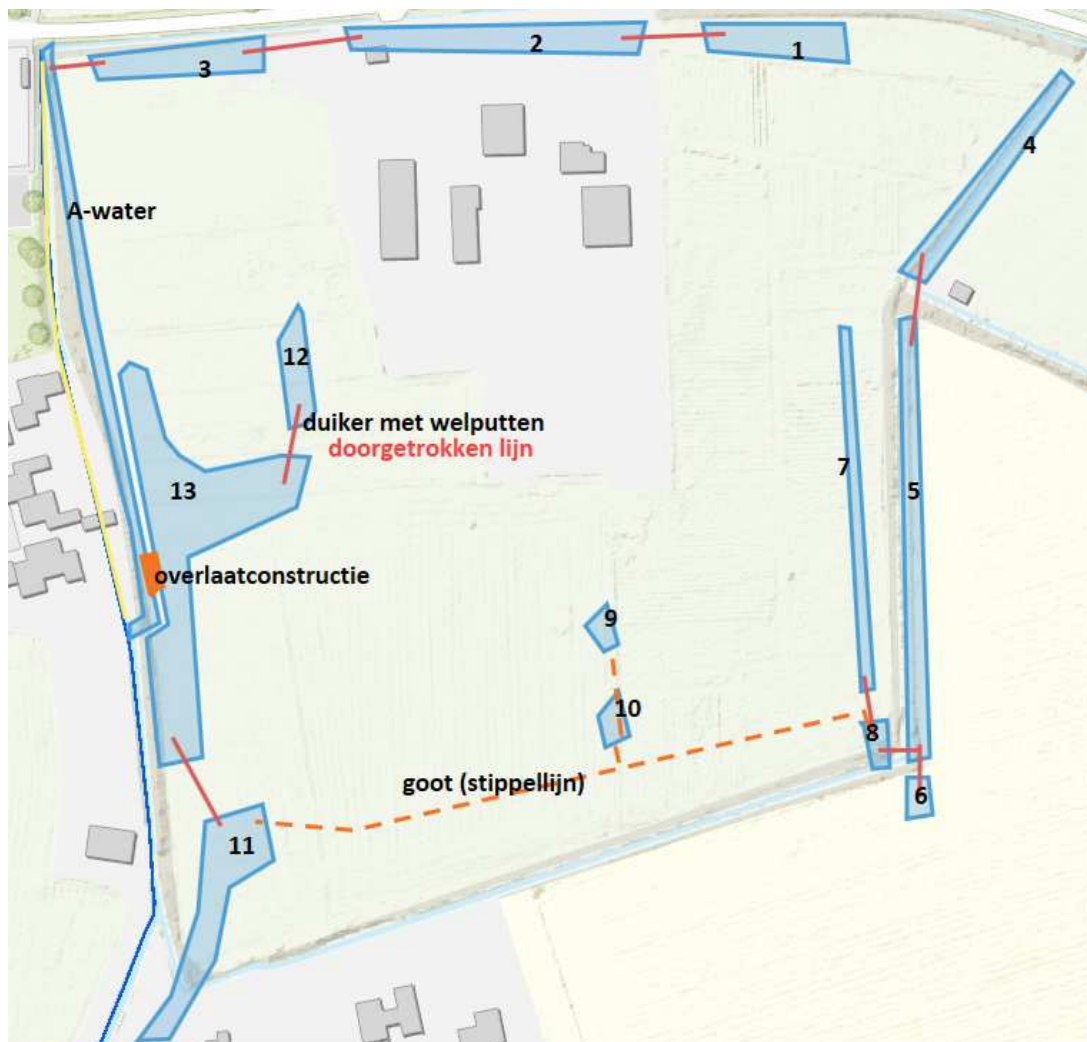 2
1
3
4
A-water
12
duiker met welputten
doorgetrokken lijn
7
5
13
overlaatconstructie
9
10
8
goot (stippellijn)
6
11